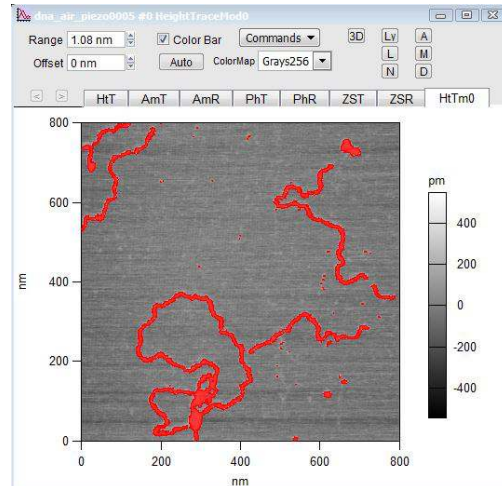 dna_air_piezo0005 #0 HeightTraceMod0
Range 1.08 nm Color Bar Commands 3D Ly A
L M
Offset 0 nm Auto ColorMap Grays256 N D
< > HtT AmT AmR PhT PhR ZST ZSR HtTm0
800
600
400
200
0
nm
0 200 400 600 800
nm
pm
400
200
0
-200
-400